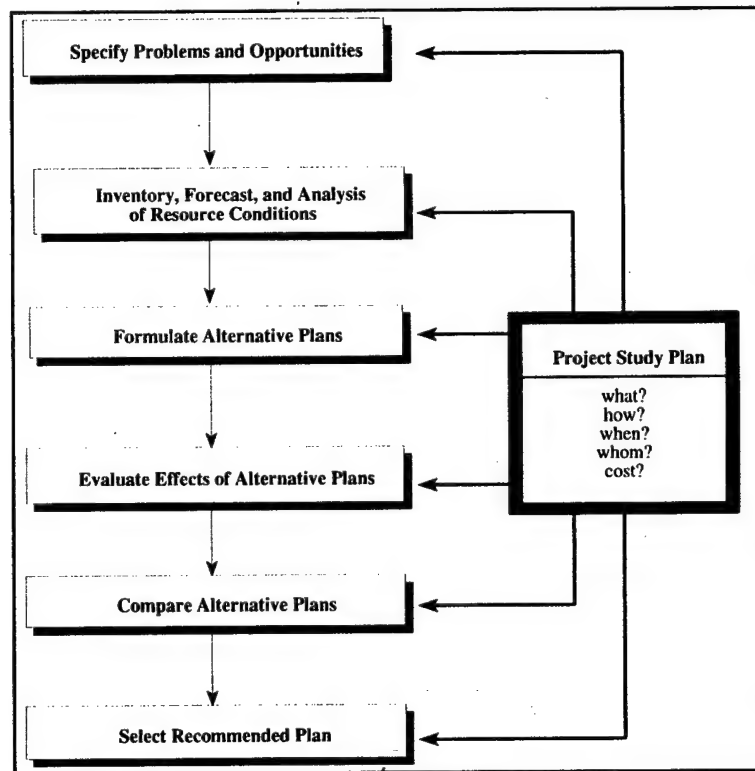 Specify Problems and Opportunities
Inventory, Forecast, and Analysis
of Resource Conditions
Formulate Alternative Plans
Project Study Plan
what?
how?
when?
whom?
cost?
Evaluate Effects of Alternative Plans
Compare Alternative Plans
Select Recommended Plan